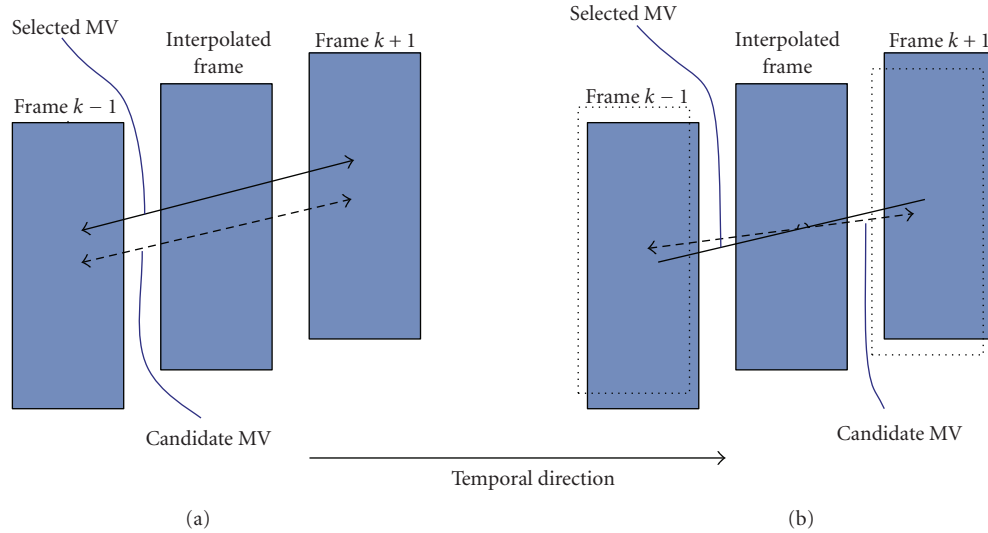 Selected MV
Interpolated
frame
Frame k + 1
Frame k − 1
Candidate MV
Selected MV
Interpolated
frame
Frame k + 1
Frame k − 1
Candidate MV
Temporal direction
(a)
(b)